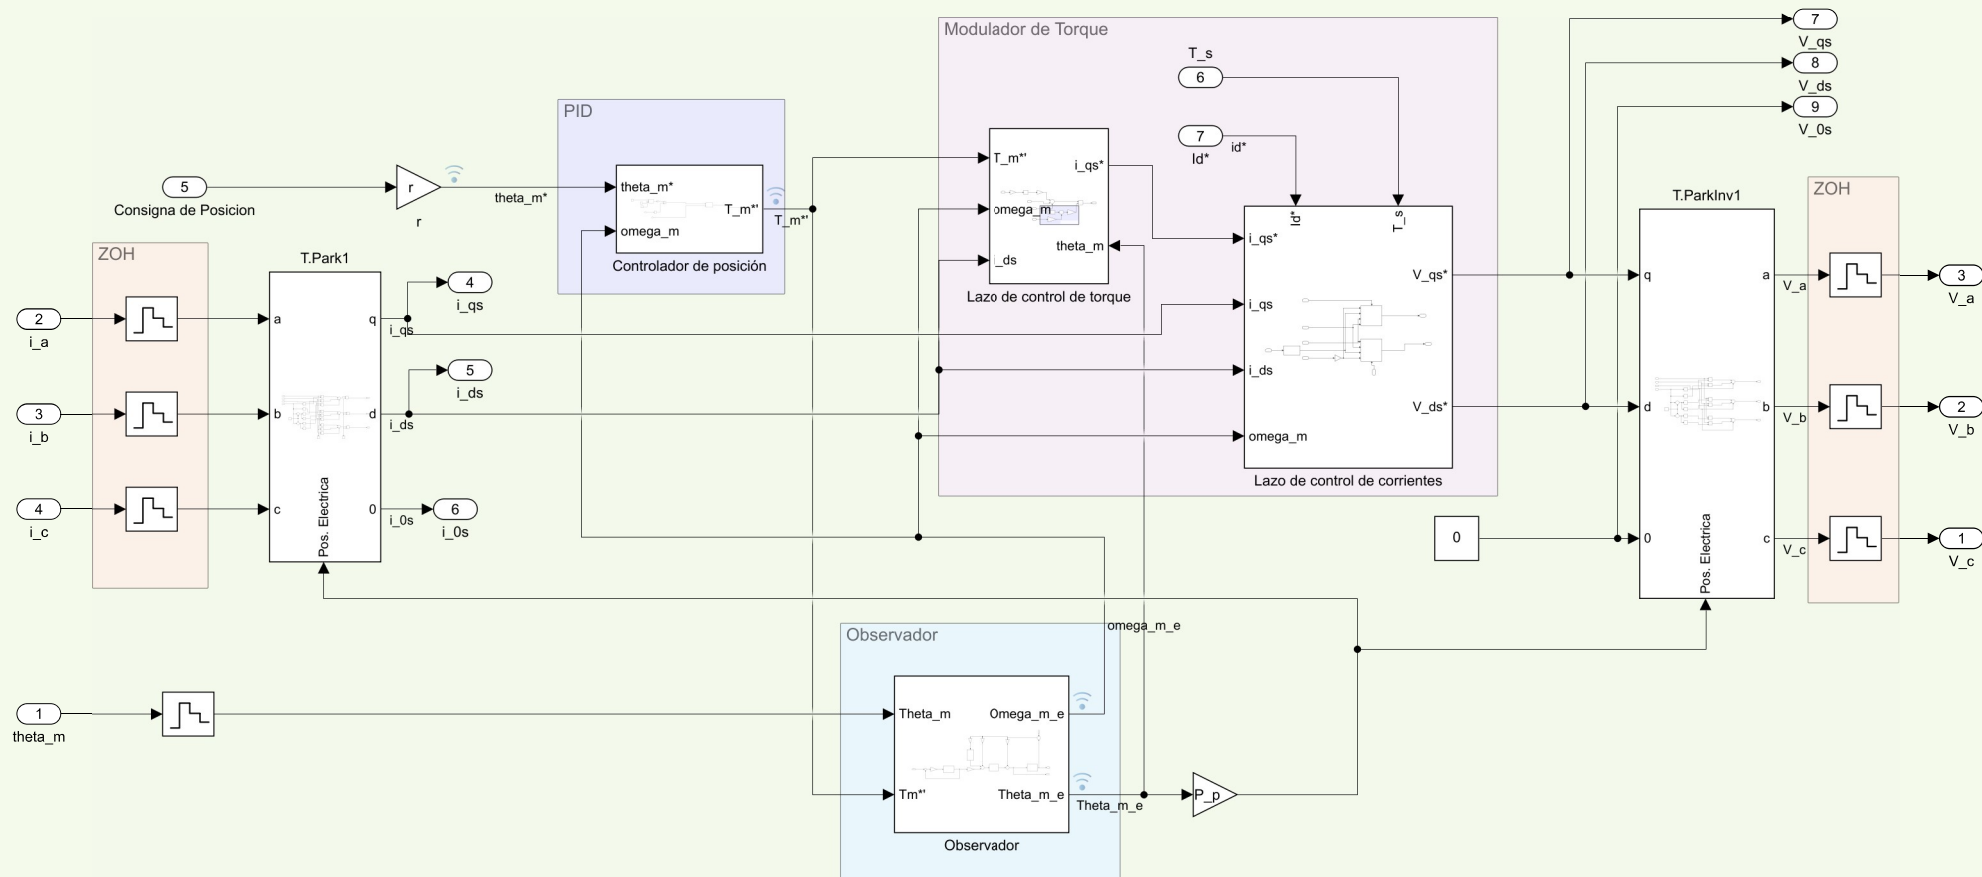 Modulador de Torque
7
V_qs
T_s
6
8
V_ds
PID
9
V_0s
7
Id*
id*
T_m*'
i_qs*
omega_m
theta_m
i_ds
Lazo de control de torque
5
Consigna de Posicion
r
r
theta_m*
theta_m*
T_m*'
omega_m
T_m*'
Controlador de posición
Id*
T_s
i_qs*
i_qs
i_ds
omega_m
V_qs*
V_ds*
Lazo de control de corrientes
T.ParkInv1
q
d
0
a
b
c
Pos. Electrica
ZOH
V_a
3
V_a
V_b
2
V_b
V_c
1
V_c
0
ZOH
2
i_a
3
i_b
4
i_c
T.Park1
a
b
c
q
d
0
Pos. Electrica
4
i_qs
i_qs
5
i_ds
i_ds
6
i_0s
i_0s
Observador
omega_m_e
1
theta_m
Theta_m
Omega_m_e
Tm*'
Theta_m_e
Theta_m_e
Observador
P_p